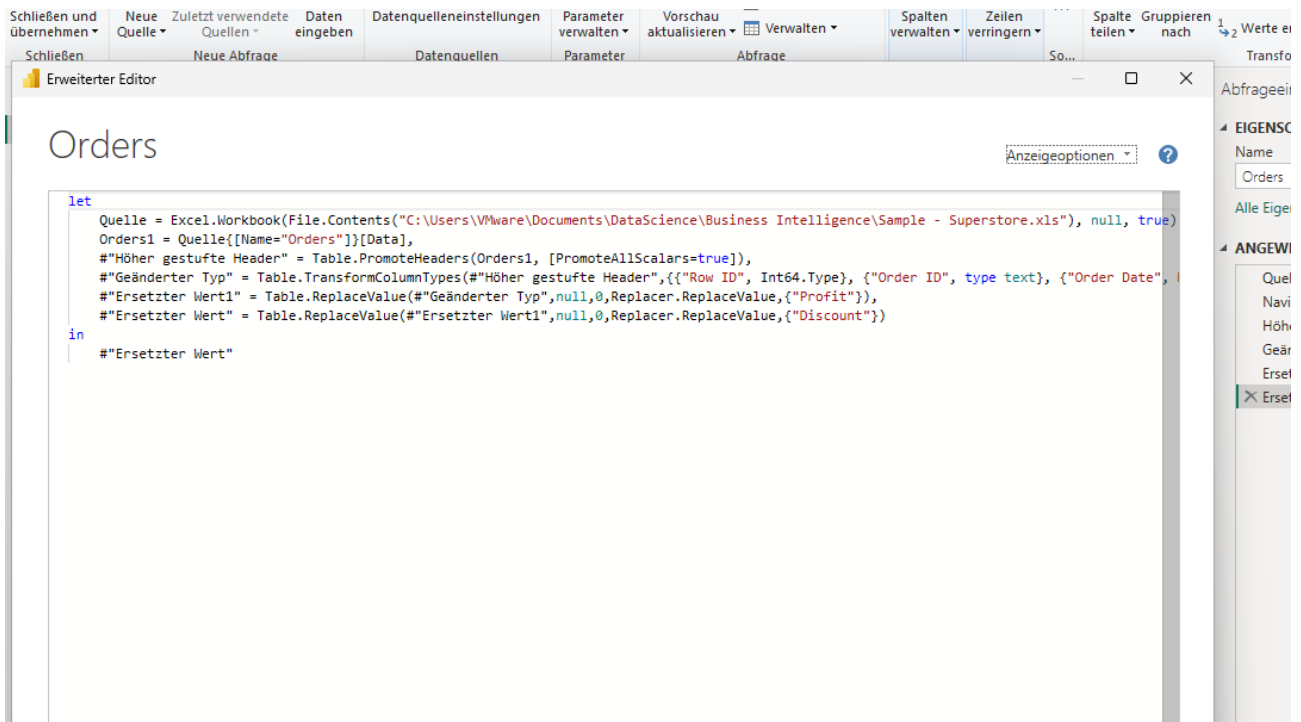 Schließen und Neue Zuletzt verwendete Daten Datenquelleneinstellungen Parameter Vorschau Spalten Zeilen Spalte Gruppieren
übernehmen Quelle Quellen eingeben verwalten aktualisieren Verwalten verwalten verringern teilen nach Werte
Schließen Neue Abfrage Datenquellen Parameter Abfrage So...
Erweiterter Editor
Orders
Anzeigeoptionen
let
Quelle = Excel.Workbook(File.Contents("C:\Users\VMware\Documents\DataScience\Business Intelligence\Sample - Superstore.xls"), null, true)
Orders1 = Quelle{[Name="Orders"]}[Data],
#"Höher gestufte Header" = Table.PromoteHeaders(Orders1, [PromoteAllScalars=true]),
#"Geänderter Typ" = Table.TransformColumnTypes(#"Höher gestufte Header",{{"Row ID", Int64.Type}, {"Order ID", type text}, {"Order Date",
#"Ersetzter Wert1" = Table.ReplaceValue(#"Geänderter Typ",null,0,Replacer.ReplaceValue,{"Profit"}),
#"Ersetzter Wert" = Table.ReplaceValue(#"Ersetzter Wert1",null,0,Replacer.ReplaceValue,{"Discount"})
in
#"Ersetzter Wert"
Name
Orders